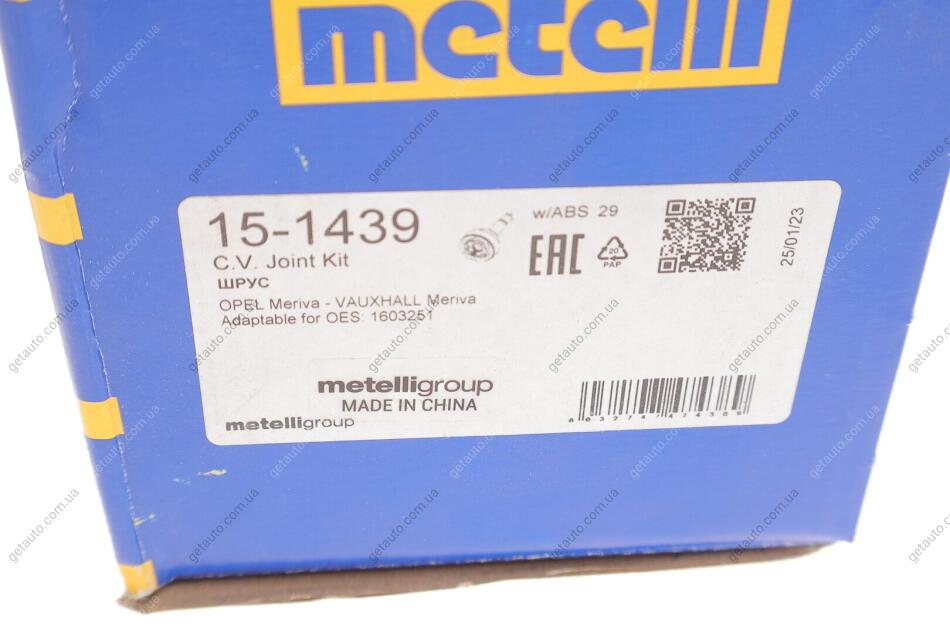 metelli
15-1439
C.V. Joint Kit
ШРУС
OPEL Meriva - VAUXHALL Meriva
Adaptable for OES: 1603251
w/ABS 29
EAC
20
PAP
25/01/23
metelligroup
MADE IN CHINA
metelligroup
getauto.com.ua